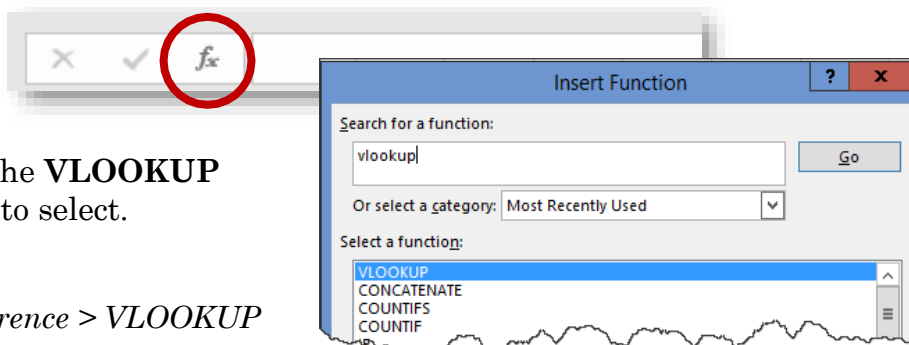 fx
Insert Function
? x
Search for a function:
vlookup
Go
he VLOOKUP
to select.
Or select a category: Most Recently Used
Select a function:
VLOOKUP
CONCATENATE
COUNTIFS
COUNTIF
rence > VLOOKUP